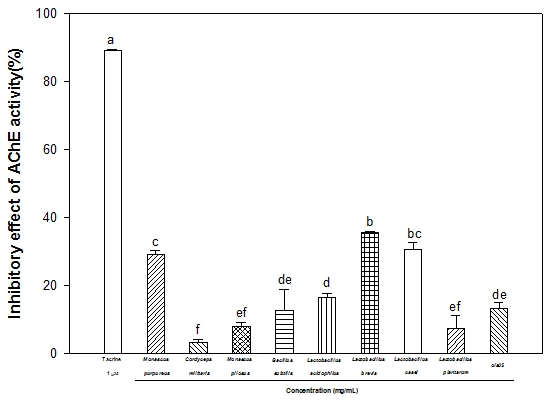 100
80
60
40
20
0
Inhibitory effect of AChE activity(%)
a
c
f
ef
de
d
b
bc
ef
de
Tacrine
Monascus
purpureus
Cordyceps
militaris
Monascus
pilosus
Bacillus
subtilis
Lactobacillus
acidophilus
Lactobacillus
brevis
Lactobacillus
casei
Lactobacillus
plantarum
Concentration (mg/mL)